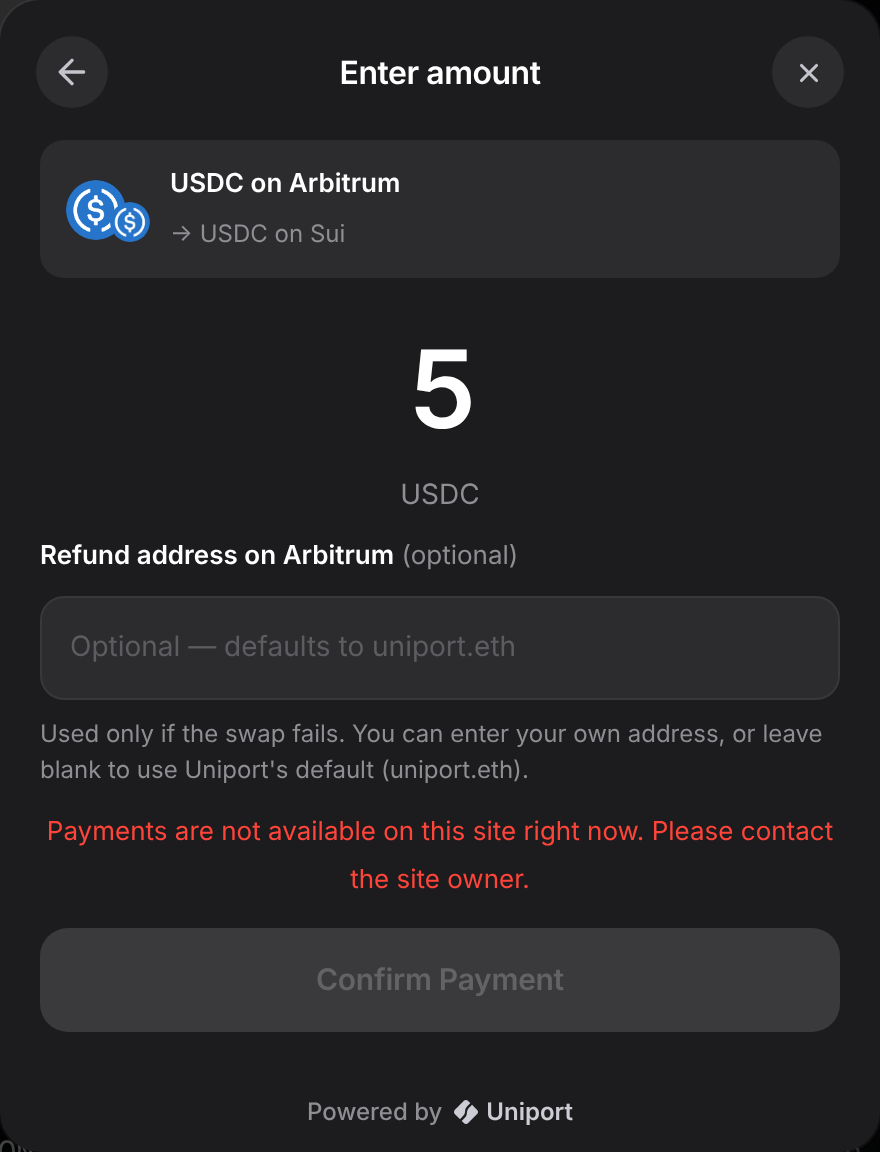 Enter amount
USDC on Arbitrum
→ USDC on Sui
5
USDC
Refund address on Arbitrum (optional)
Optional — defaults to uniport.eth
Used only if the swap fails. You can enter your own address, or leave
blank to use Uniport's default (uniport.eth).
Payments are not available on this site right now. Please contact
the site owner.
Confirm Payment
Powered by Uniport